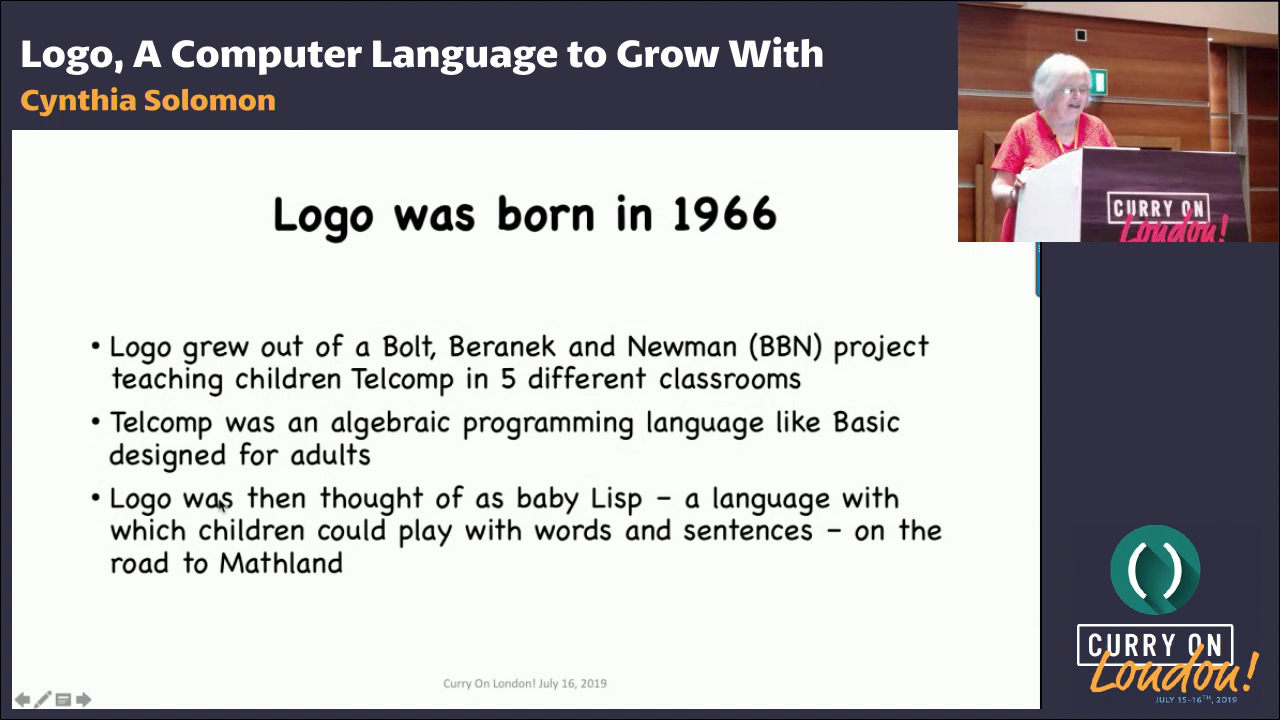 Logo, A Computer Language to Grow With
Cynthia Solomon
CURRY ON
London!
Logo was born in 1966
• Logo grew out of a Bolt, Beranek and Newman (BBN) project
teaching children Telcomp in 5 different classrooms
• Telcomp was an algebraic programming language like Basic
designed for adults
• Logo was then thought of as baby Lisp – a language with
which children could play with words and sentences – on the
road to Mathland
Curry On London! July 16, 2019
( )
CURRY ON
London!
JULY 15-16TH, 2019